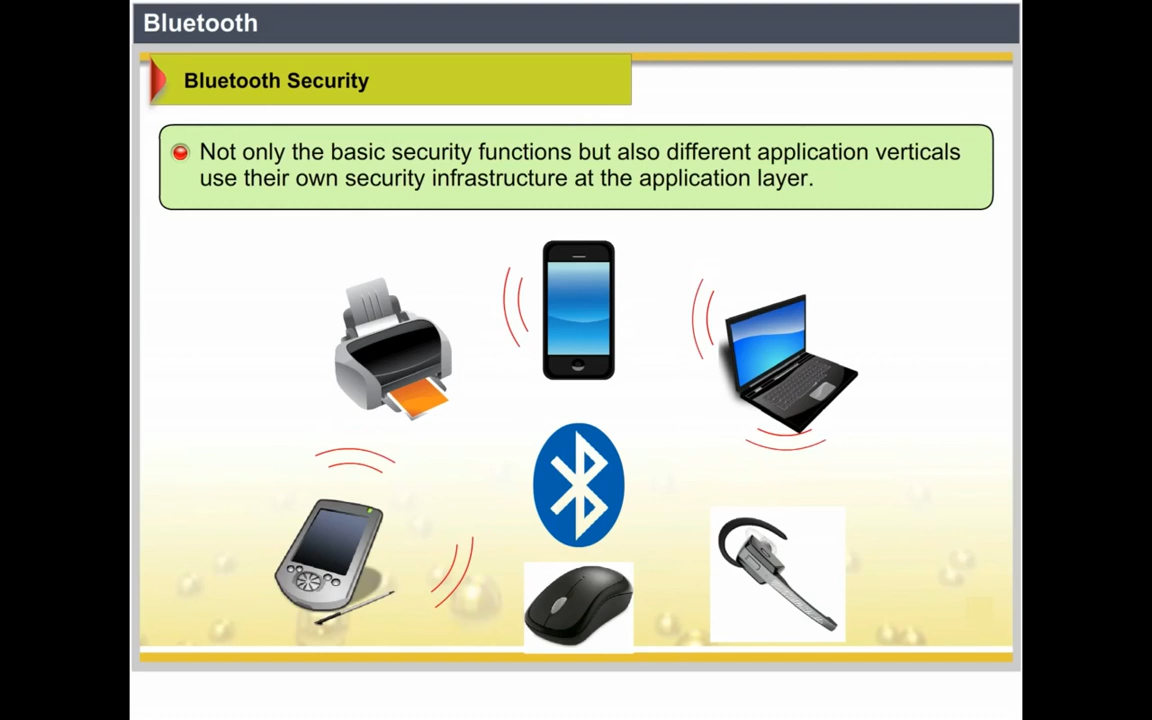 Bluetooth
Bluetooth Security
Not only the basic security functions but also different application verticals
use their own security infrastructure at the application layer.